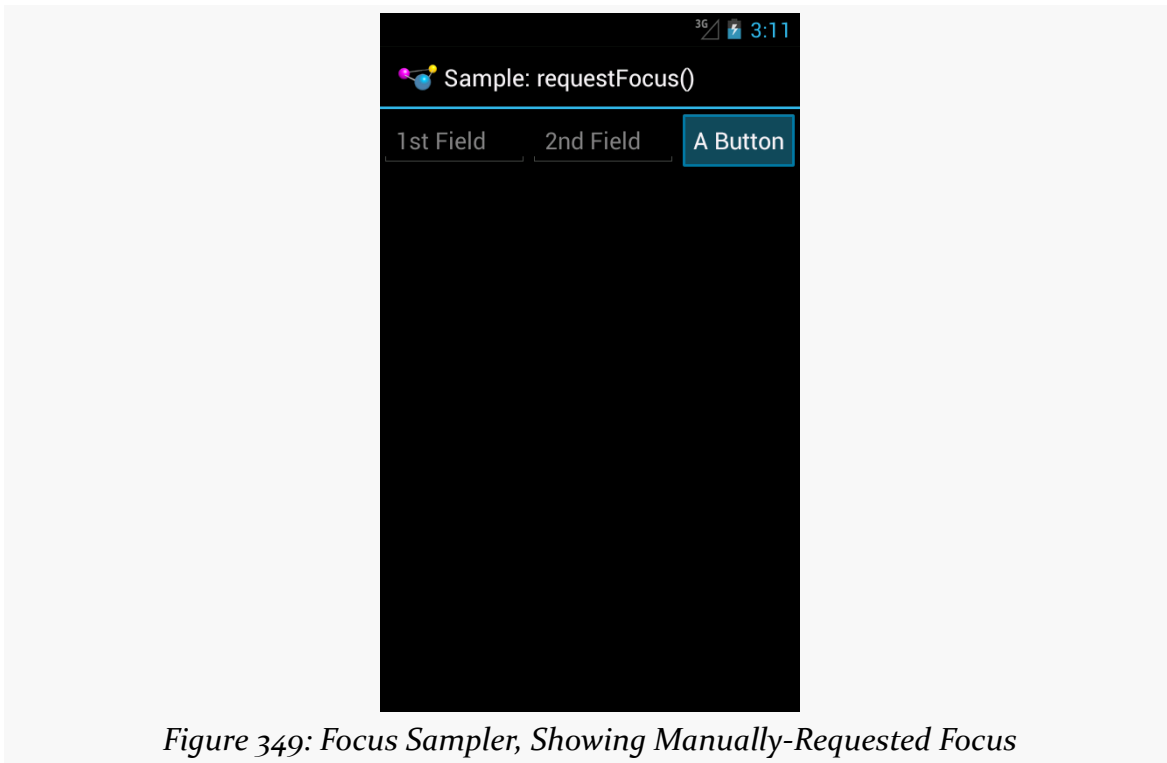 3G 3:11
Sample: requestFocus()
1st Field 2nd Field A Button
Figure 349: Focus Sampler, Showing Manually-Requested Focus